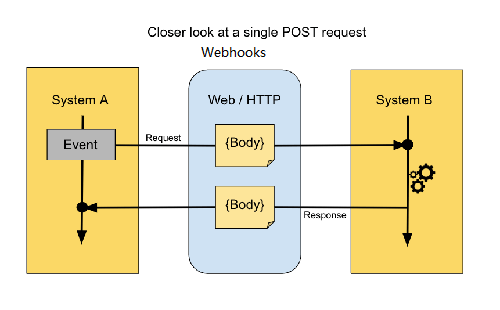 Closer look at a single POST request
Webhooks
System A
Web / HTTP
System B
Event
Request
{Body}
{Body}
Response